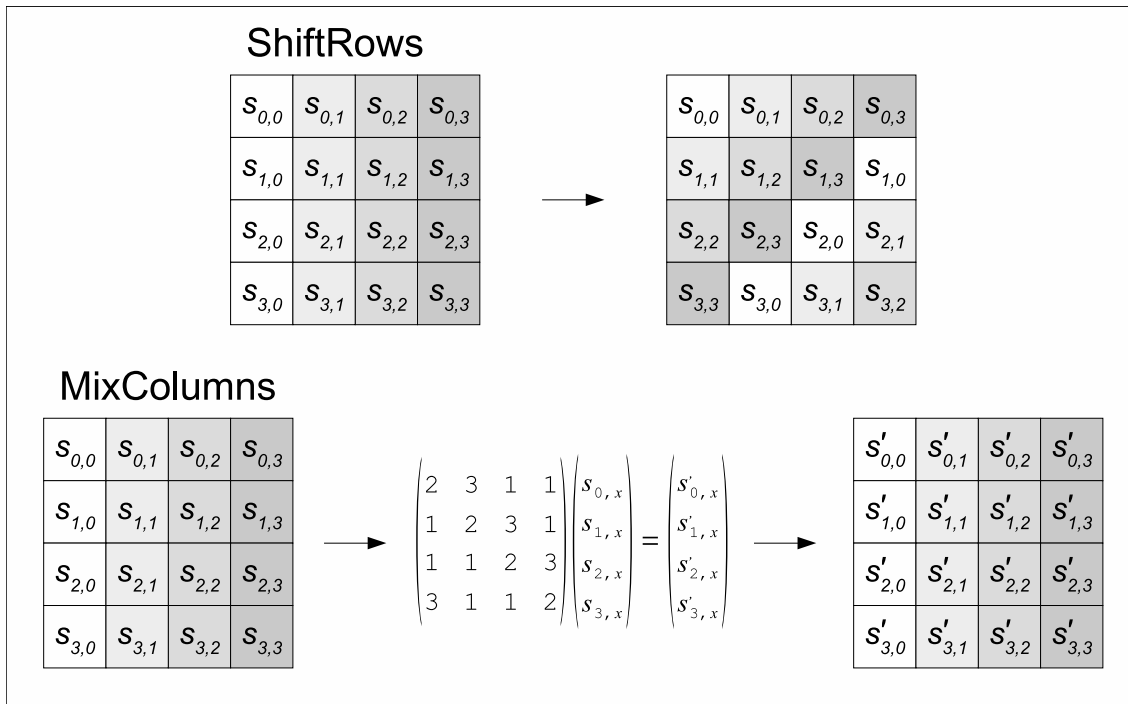 ShiftRows
s0,0 s0,1 s0,2 s0,3 s0,0 s0,1 s0,2 s0,3
s1,0 s1,1 s1,2 s1,3 s1,1 s1,2 s1,3 s1,0
s2,0 s2,1 s2,2 s2,3 s2,2 s2,3 s2,0 s2,1
s3,0 s3,1 s3,2 s3,3 s3,3 s3,0 s3,1 s3,2
MixColumns
s0,0 s0,1 s0,2 s0,3 2 3 1 1 s0,x = s'0,x s'0,0 s'0,1 s'0,2 s'0,3
s1,0 s1,1 s1,2 s1,3 1 2 3 1 s1,x s'1,x s'1,0 s'1,1 s'1,2 s'1,3
s2,0 s2,1 s2,2 s2,3 1 1 2 3 s2,x s'2,x s'2,0 s'2,1 s'2,2 s'2,3
s3,0 s3,1 s3,2 s3,3 3 1 1 2 s3,x s'3,x s'3,0 s'3,1 s'3,2 s'3,3